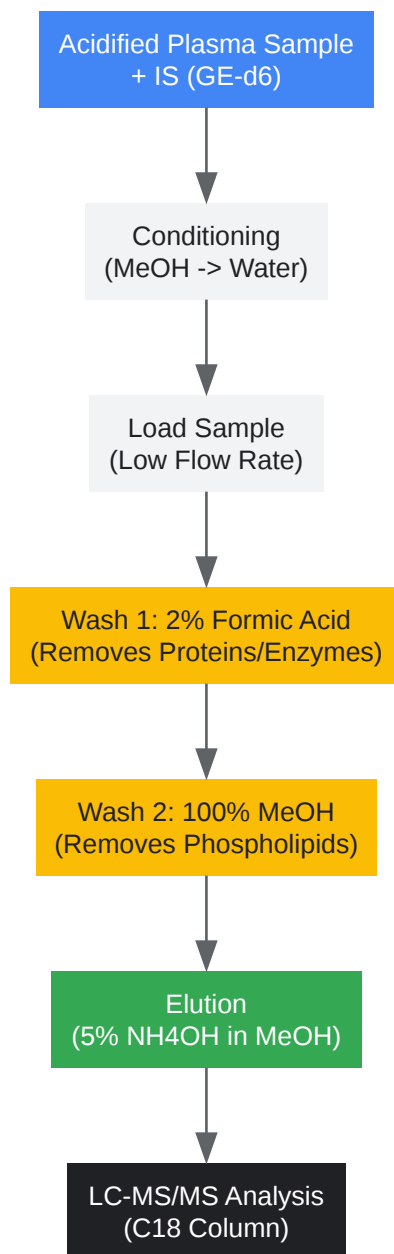 Acidified Plasma Sample
+ IS (GE-d6)
Conditioning
(MeOH -> Water)
Load Sample
(Low Flow Rate)
Wash 1: 2% Formic Acid
(Removes Proteins/Enzymes)
Wash 2: 100% MeOH
(Removes Phospholipids)
Elution
(5% NH4OH in MeOH)
LC-MS/MS Analysis
(C18 Column)